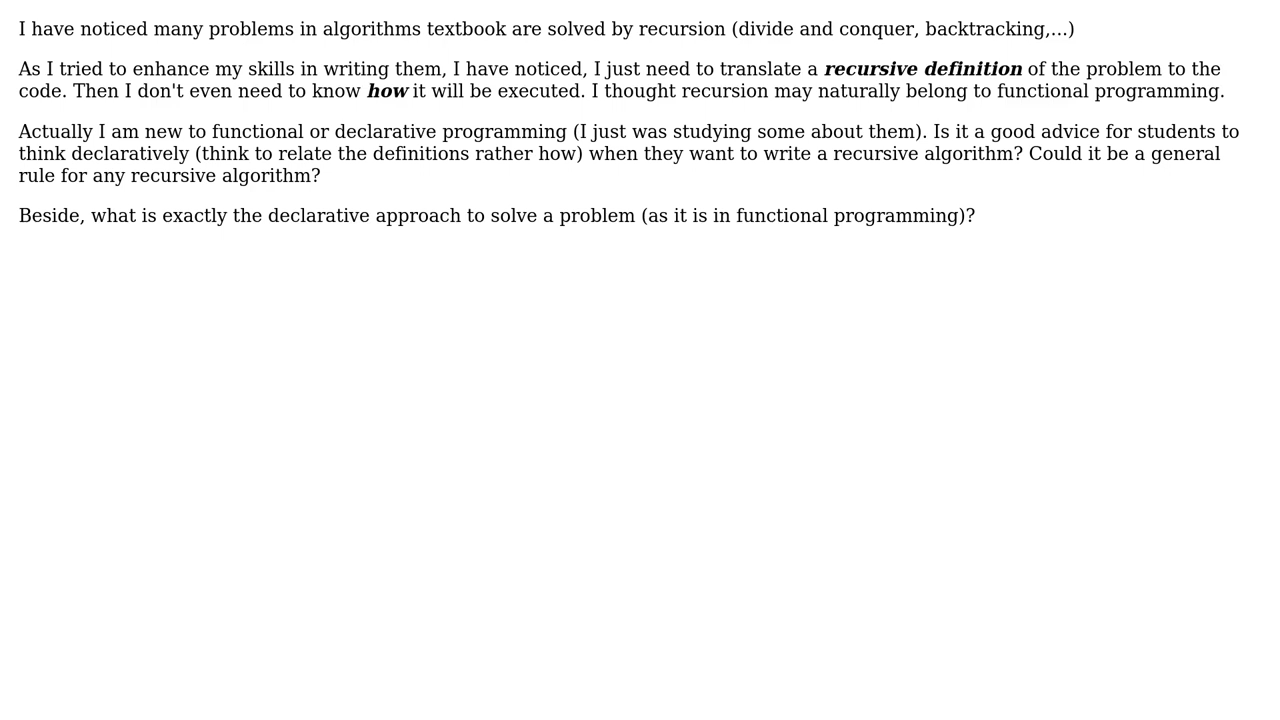 I have noticed many problems in algorithms textbook are solved by recursion (divide and conquer, backtracking,...)
As I tried to enhance my skills in writing them, I have noticed, I just need to translate a recursive definition of the problem to the
code. Then I don't even need to know how it will be executed. I thought recursion may naturally belong to functional programming.
Actually I am new to functional or declarative programming (I just was studying some about them). Is it a good advice for students to
think declaratively (think to relate the definitions rather how) when they want to write a recursive algorithm? Could it be a general
rule for any recursive algorithm?
Beside, what is exactly the declarative approach to solve a problem (as it is in functional programming)?